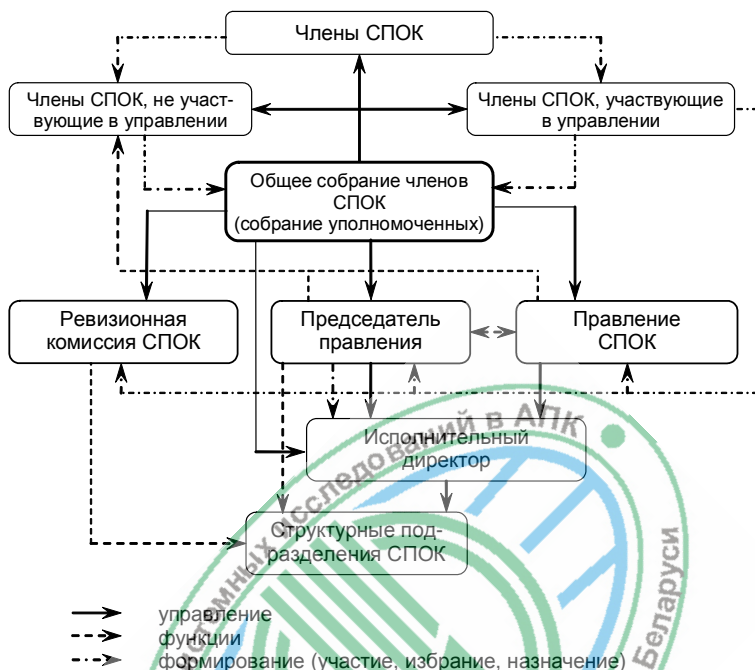 Члены СПОК
Члены СПОК, не участ-
вующие в управлении
Члены СПОК, участвующие
в управлении
Общее собрание членов
СПОК
(собрание уполномоченных)
Ревизионная
комиссия СПОК
Председатель
правления
Правление
СПОК
Исполнительный
директор
Структурные под-
разделения СПОК
управление
функции
формирование (участие, избрание, назначение)
исследований в АПК
Беларуси